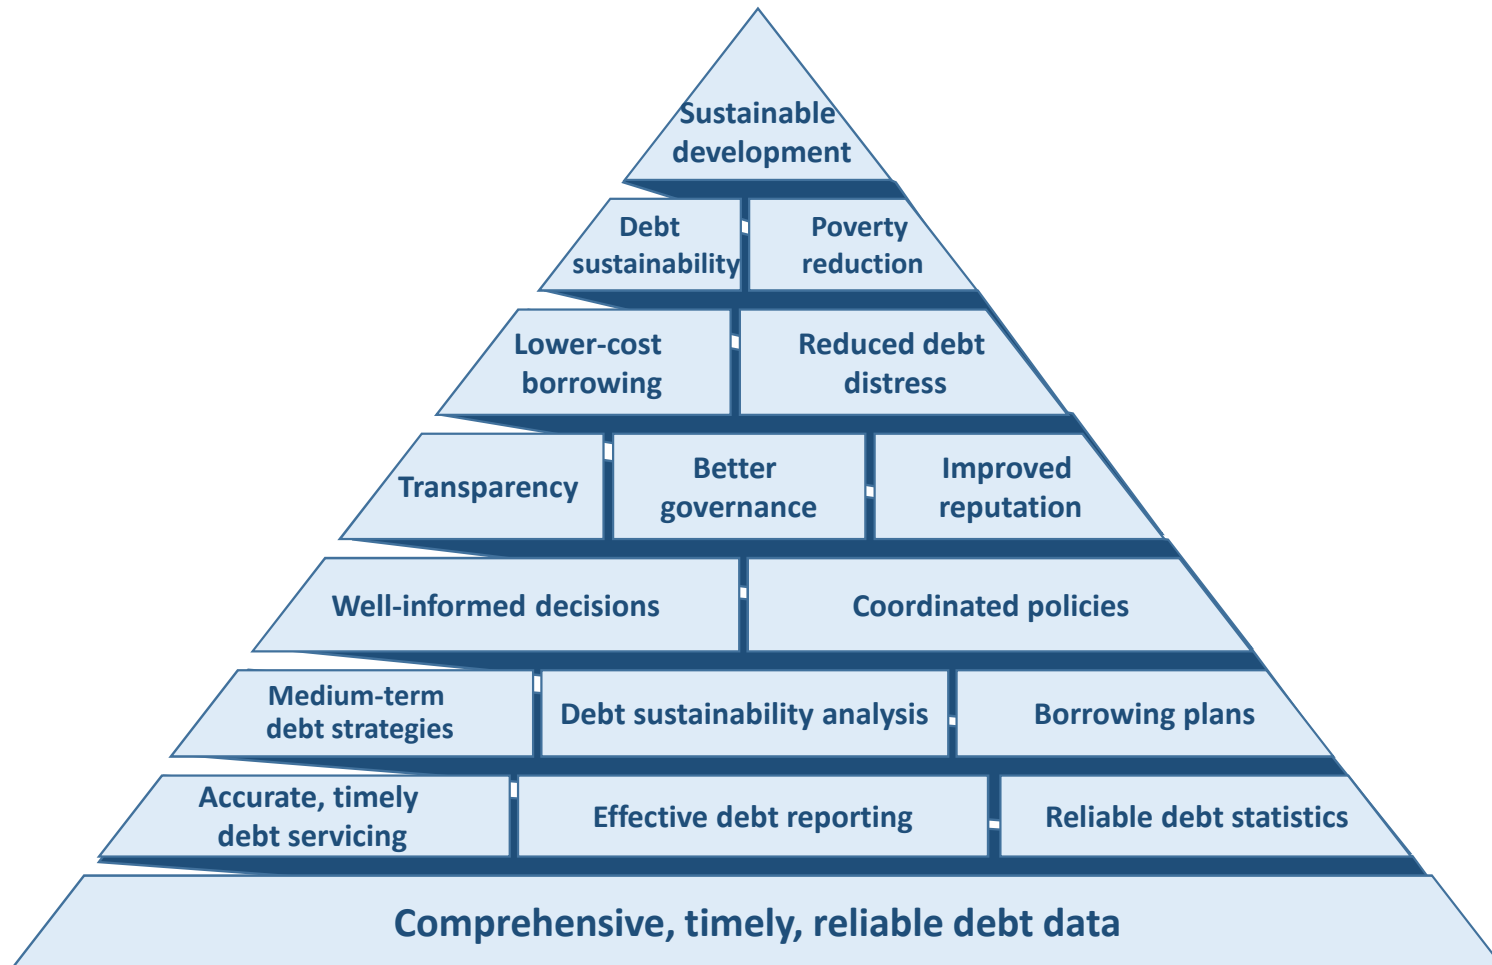 Sustainable
development
Debt
sustainability
Poverty
reduction
Lower-cost
borrowing
Reduced debt
distress
Transparency
Better
governance
Improved
reputation
Well-informed decisions
Coordinated policies
Medium-term
debt strategies
Debt sustainability analysis
Borrowing plans
Accurate, timely
debt servicing
Effective debt reporting
Reliable debt statistics
Comprehensive, timely, reliable debt data